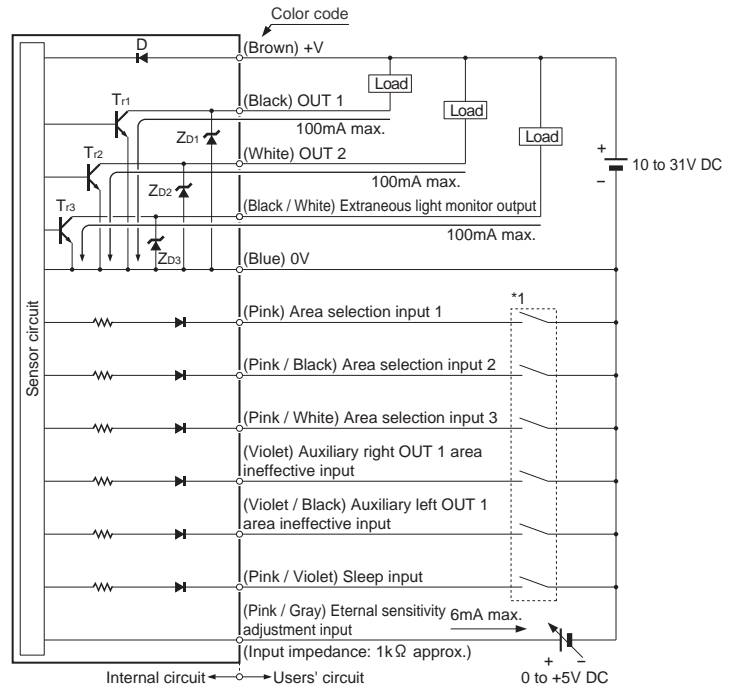 Color code
D
(Brown) +V
Load
Tr1
(Black) OUT 1
Load
ZD1
100mA max.
Load
Tr2
(White) OUT 2
+
10 to 31V DC
−
ZD2
100mA max.
Tr3
(Black / White) Extraneous light monitor output
100mA max.
ZD3
(Blue) 0V
*1
(Pink) Area selection input 1
Sensor circuit
(Pink / Black) Area selection input 2
(Pink / White) Area selection input 3
(Violet) Auxiliary right OUT 1 area
ineffective input
(Violet / Black) Auxiliary left OUT 1
area ineffective input
(Pink / Violet) Sleep input
(Pink / Gray) Eternal sensitivity
adjustment input
6mA max.
(Input impedance: 1kΩ approx.)
+ −
Internal circuit
Users' circuit
0 to +5V DC